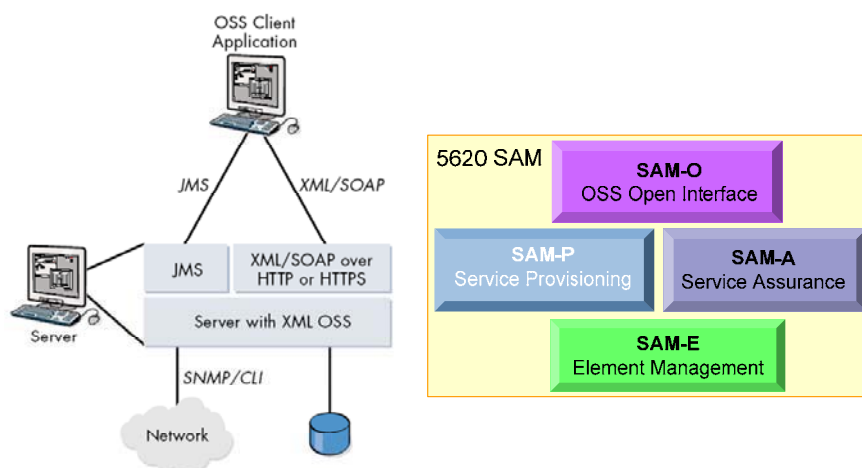 OSS Client
Application
JMS
XML/SOAP
JMS
XML/SOAP over
HTTP or HTTPS
Server
Server with XML OSS
SNMP/CLI
Network
5620 SAM
SAM-O
OSS Open Interface
SAM-P
Service Provisioning
SAM-A
Service Assurance
SAM-E
Element Management